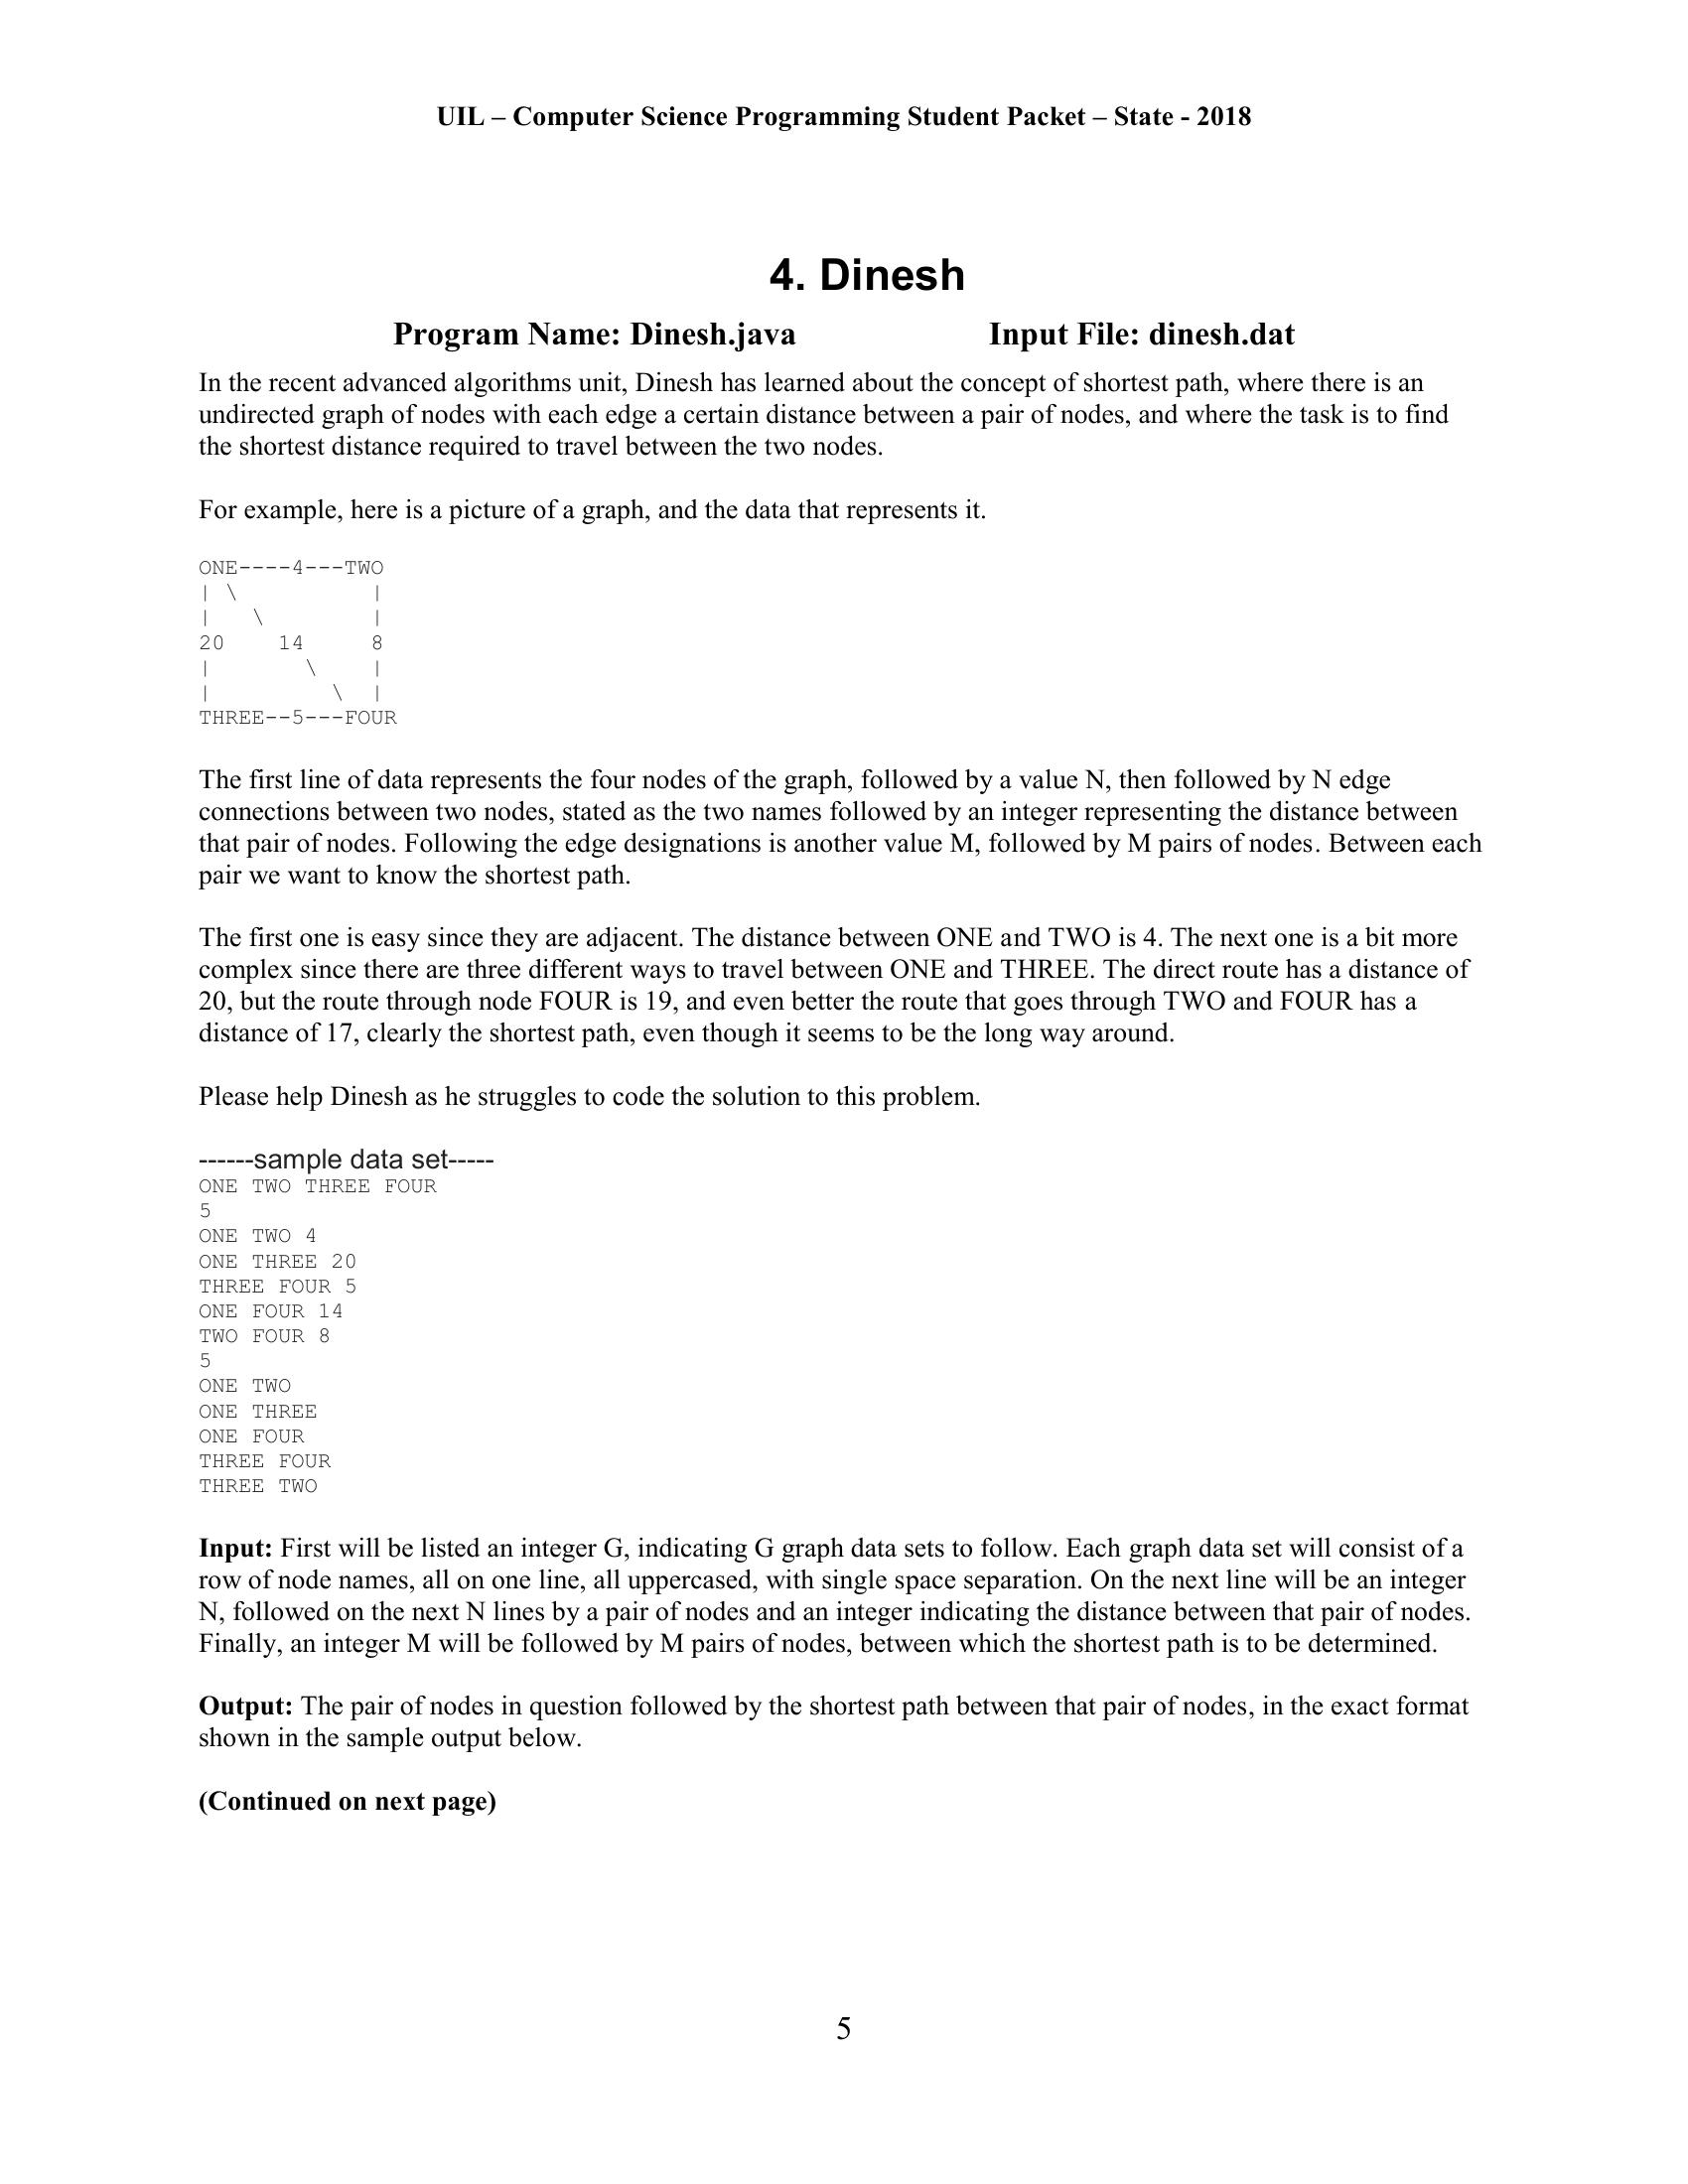 UIL – Computer Science Programming Student Packet – State - 2018
4. Dinesh
Program Name: Dinesh.java Input File: dinesh.dat
In the recent advanced algorithms unit, Dinesh has learned about the concept of shortest path, where there is an
undirected graph of nodes with each edge a certain distance between a pair of nodes, and where the task is to find
the shortest distance required to travel between the two nodes.
For example, here is a picture of a graph, and the data that represents it.
ONE----4---TWO
| \           |
|   \         |
20    14     8
|       \    |
|         \  |
THREE--5---FOUR
The first line of data represents the four nodes of the graph, followed by a value N, then followed by N edge
connections between two nodes, stated as the two names followed by an integer representing the distance between
that pair of nodes. Following the edge designations is another value M, followed by M pairs of nodes. Between each
pair we want to know the shortest path.
The first one is easy since they are adjacent. The distance between ONE and TWO is 4. The next one is a bit more
complex since there are three different ways to travel between ONE and THREE. The direct route has a distance of
20, but the route through node FOUR is 19, and even better the route that goes through TWO and FOUR has a
distance of 17, clearly the shortest path, even though it seems to be the long way around.
Please help Dinesh as he struggles to code the solution to this problem.
------sample data set-----
ONE TWO THREE FOUR
5
ONE TWO 4
ONE THREE 20
THREE FOUR 5
ONE FOUR 14
TWO FOUR 8
5
ONE TWO
ONE THREE
ONE FOUR
THREE FOUR
THREE TWO
Input: First will be listed an integer G, indicating G graph data sets to follow. Each graph data set will consist of a
row of node names, all on one line, all uppercased, with single space separation. On the next line will be an integer
N, followed on the next N lines by a pair of nodes and an integer indicating the distance between that pair of nodes.
Finally, an integer M will be followed by M pairs of nodes, between which the shortest path is to be determined.
Output: The pair of nodes in question followed by the shortest path between that pair of nodes, in the exact format
shown in the sample output below.
(Continued on next page)
5